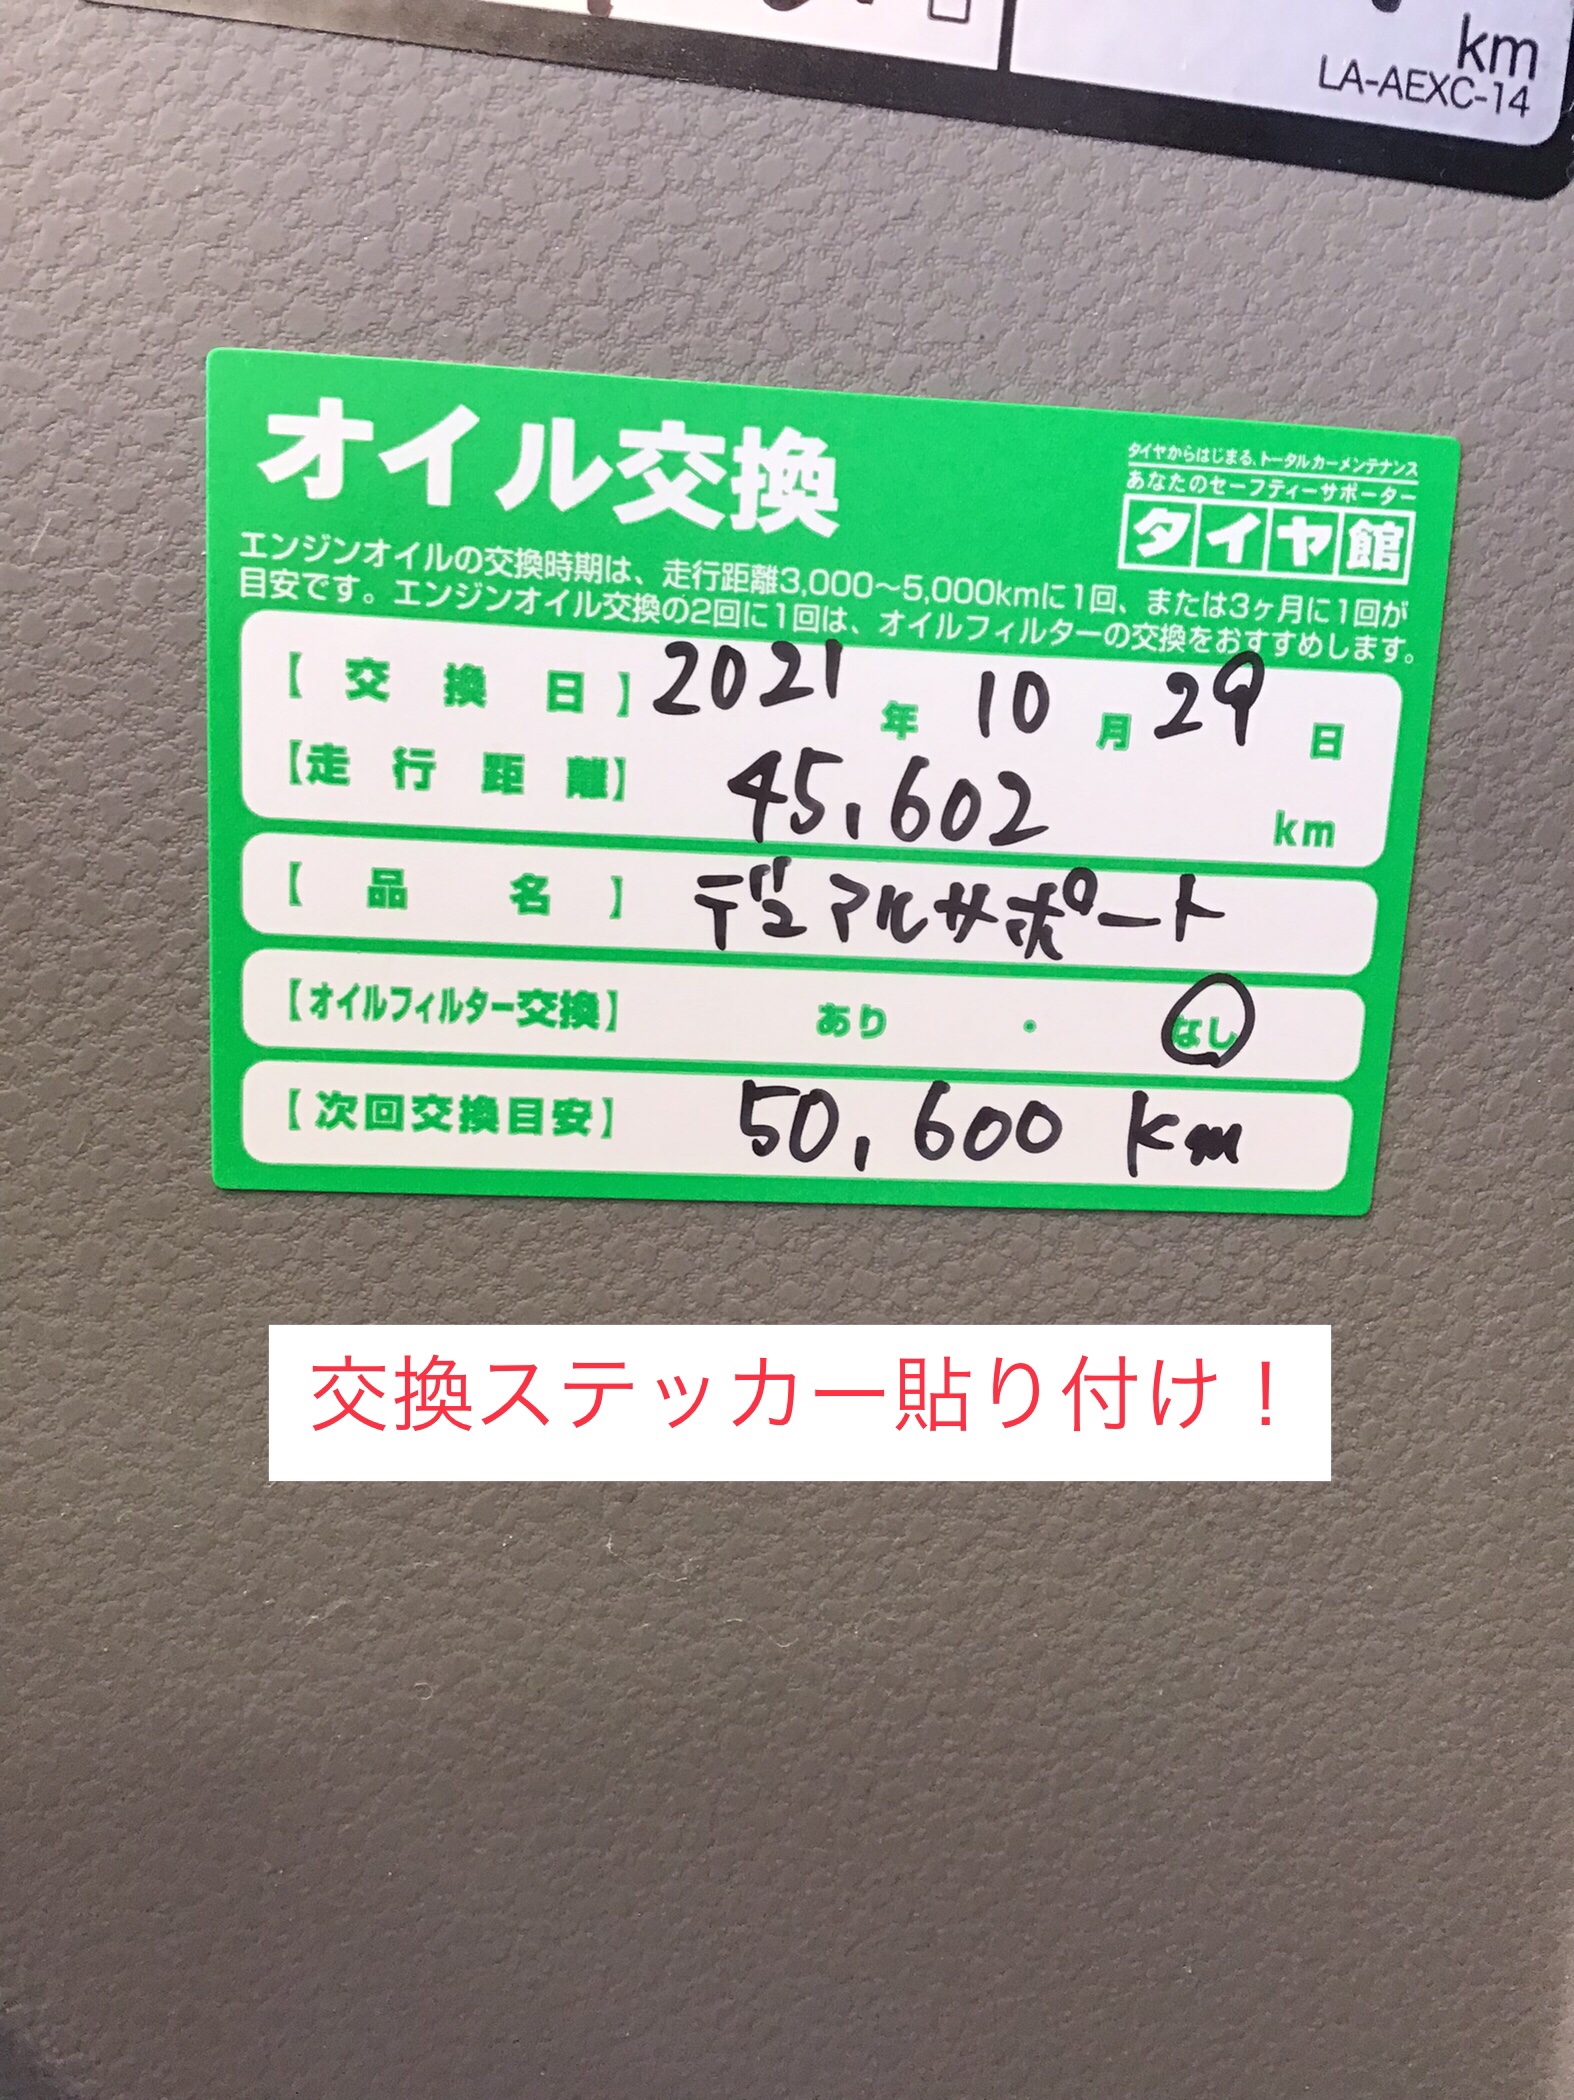 km
LA-AEXC-14
オイル交換
タイヤからはじまる、トータルカーメンテナンス
あなたのセーフティーサポーター
タイヤ館
エンジンオイルの交換時期は、走行距離3,000〜5,000kmに1回、または3ヶ月に1回が
目安です。エンジンオイル交換の2回に1回は、オイルフィルターの交換をおすすめします。
【交換日】2021年10月29日
【走行距離】45,602km
【品名】デュアルサポート
【オイルフィルター交換】あり・なし
【次回交換目安】50,600 km
交換ステッカー貼り付け！